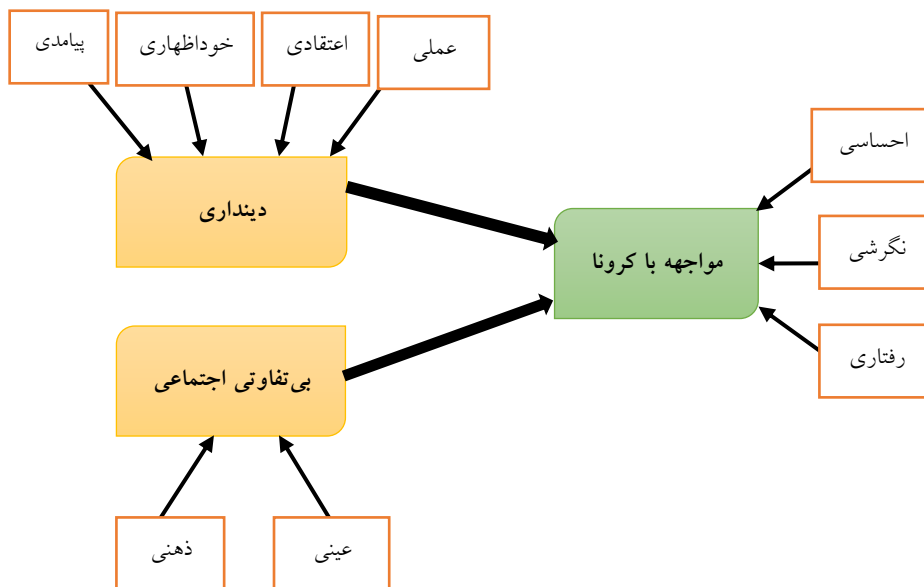 عملی
اعتقادی
خوداظهاری
پیامدی
احساسی
دینداری
نگرشی
مواجهه با کرونا
رفتاری
بی‌تفاوتی اجتماعی
عینی
ذهنی